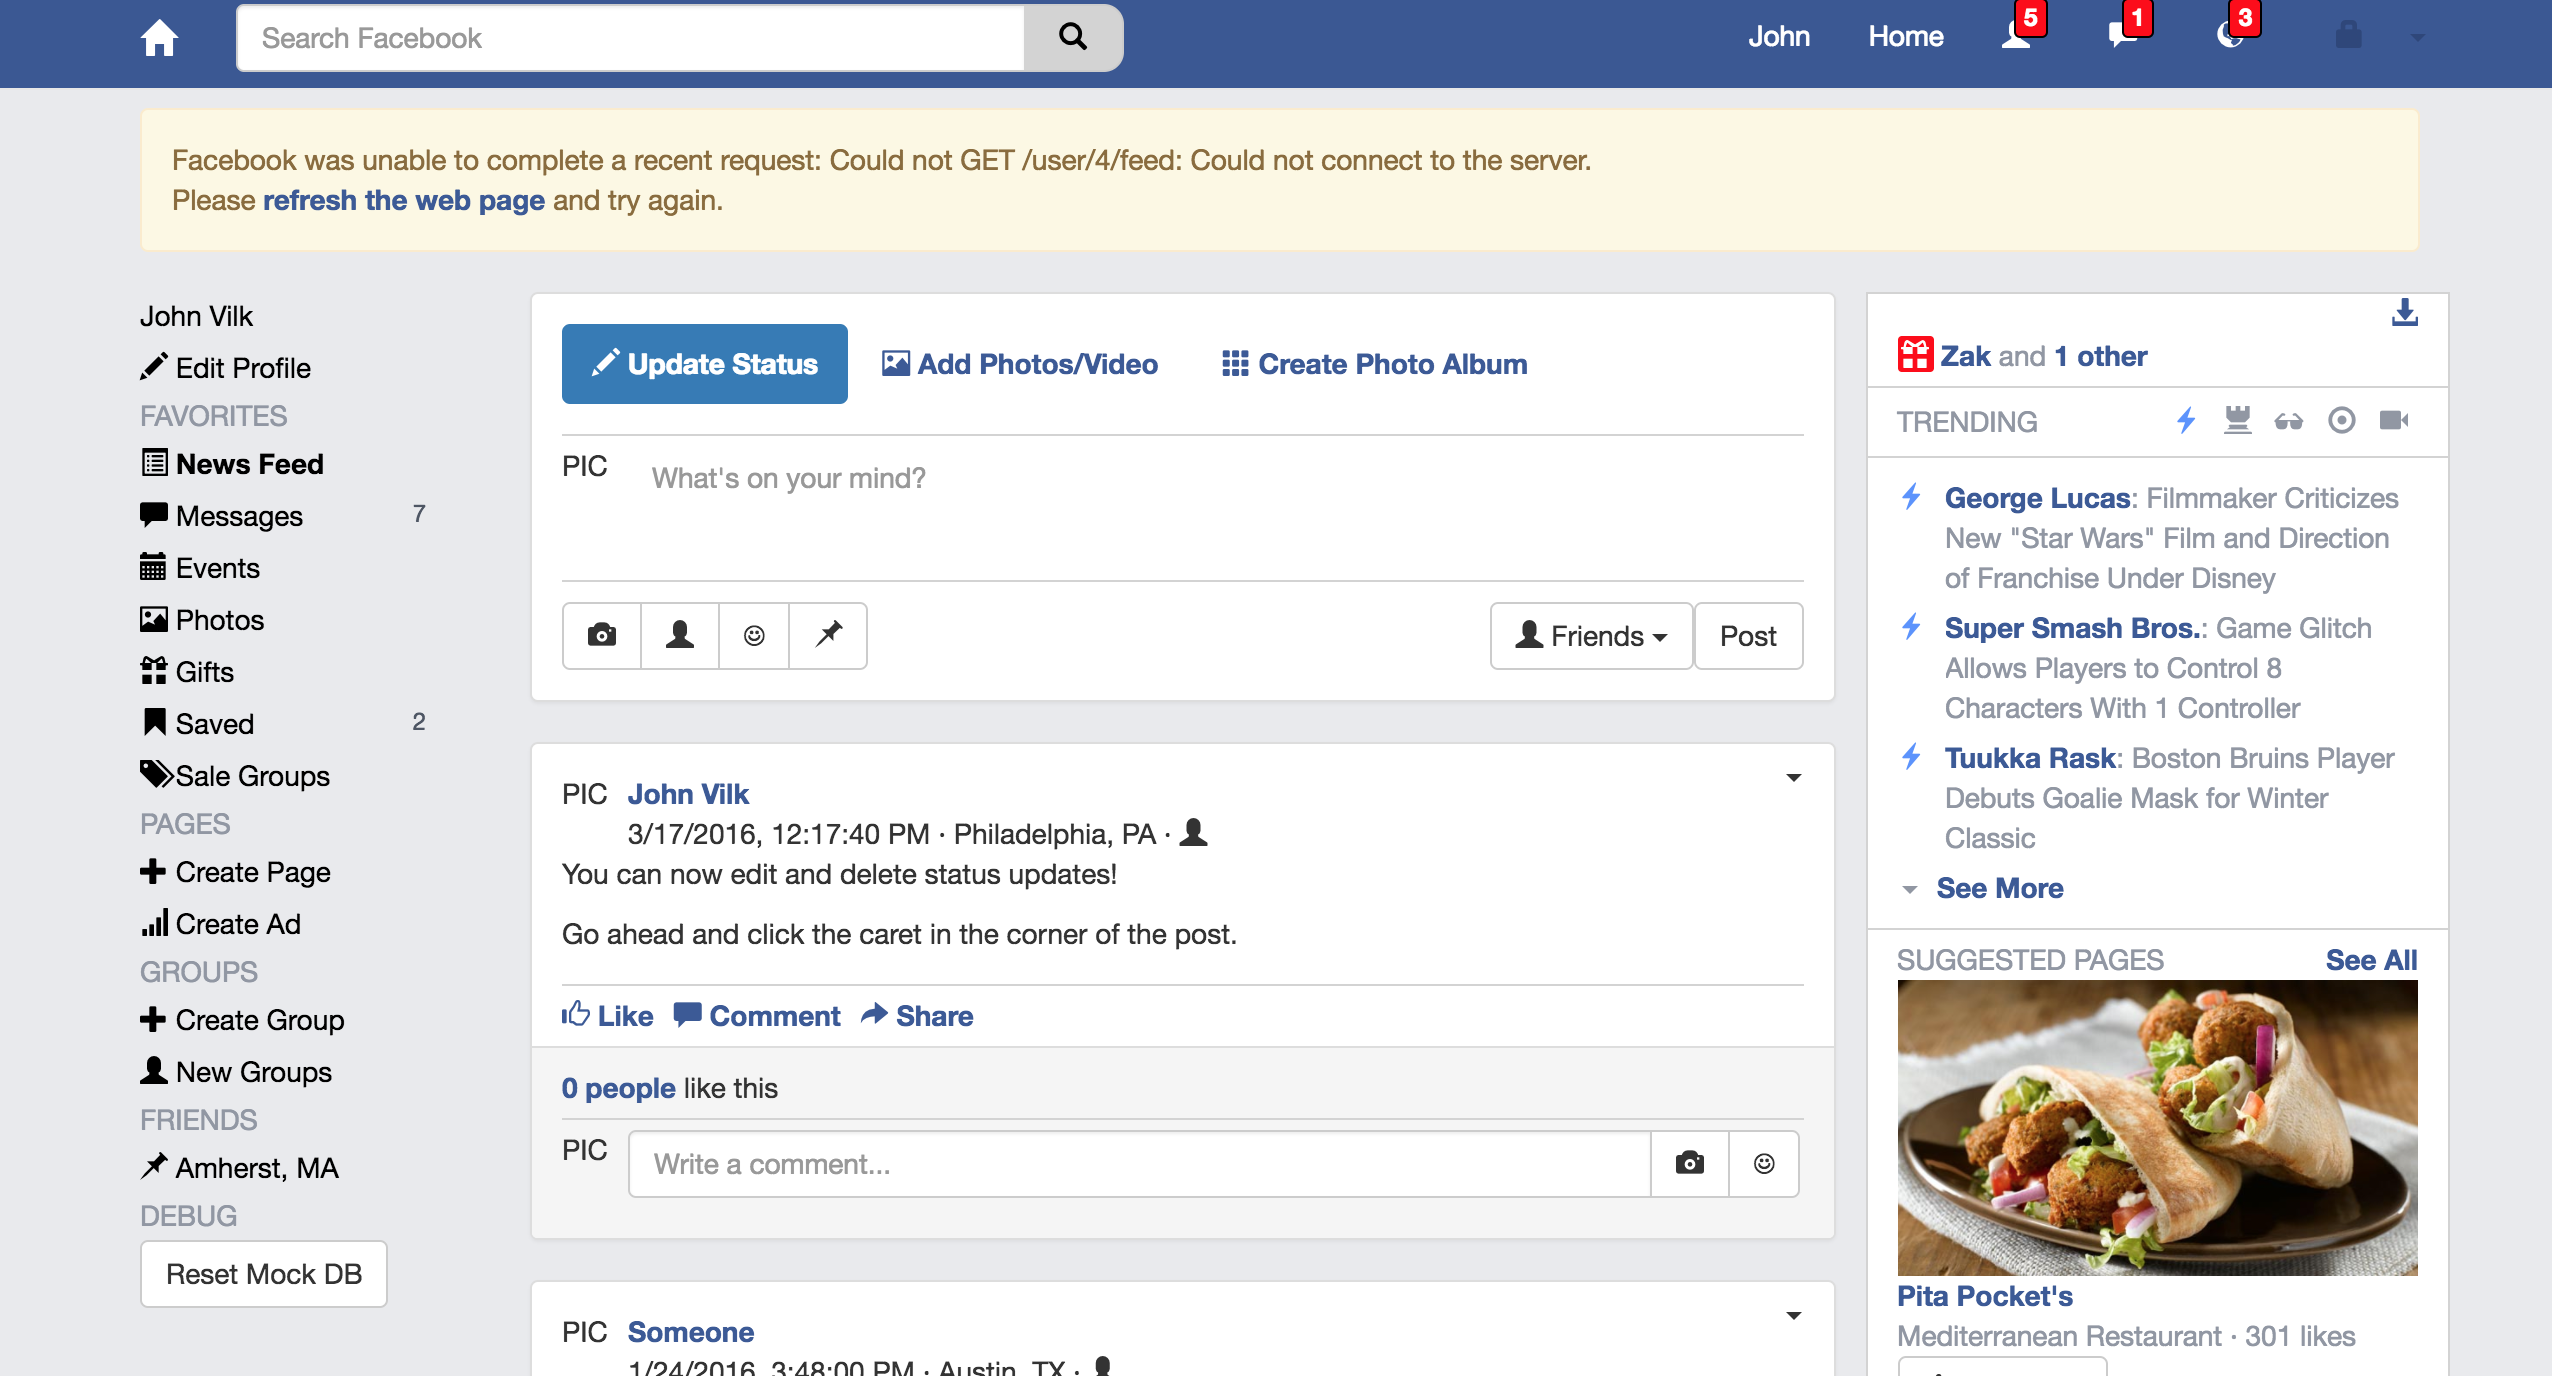 Search Facebook
John
Home
5
1
3
Facebook was unable to complete a recent request: Could not GET /user/4/feed: Could not connect to the server.
Please refresh the web page and try again.
John Vilk
Edit Profile
FAVORITES
News Feed
Messages 7
Events
Photos
Gifts
Saved 2
Sale Groups
PAGES
Create Page
Create Ad
GROUPS
Create Group
New Groups
FRIENDS
Amherst, MA
DEBUG
Reset Mock DB
Update Status
Add Photos/Video
Create Photo Album
PIC
What's on your mind?
Friends
Post
PIC
John Vilk
3/17/2016, 12:17:40 PM · Philadelphia, PA ·
You can now edit and delete status updates!
Go ahead and click the caret in the corner of the post.
Like Comment Share
0 people like this
PIC
Write a comment...
PIC
Someone
1/24/2016, 3:48:00 PM · Austin, TX ·
Zak and 1 other
TRENDING
George Lucas: Filmmaker Criticizes
New "Star Wars" Film and Direction
of Franchise Under Disney
Super Smash Bros.: Game Glitch
Allows Players to Control 8
Characters With 1 Controller
Tuukka Rask: Boston Bruins Player
Debuts Goalie Mask for Winter
Classic
See More
SUGGESTED PAGES
See All
Pita Pocket's
Mediterranean Restaurant · 301 likes